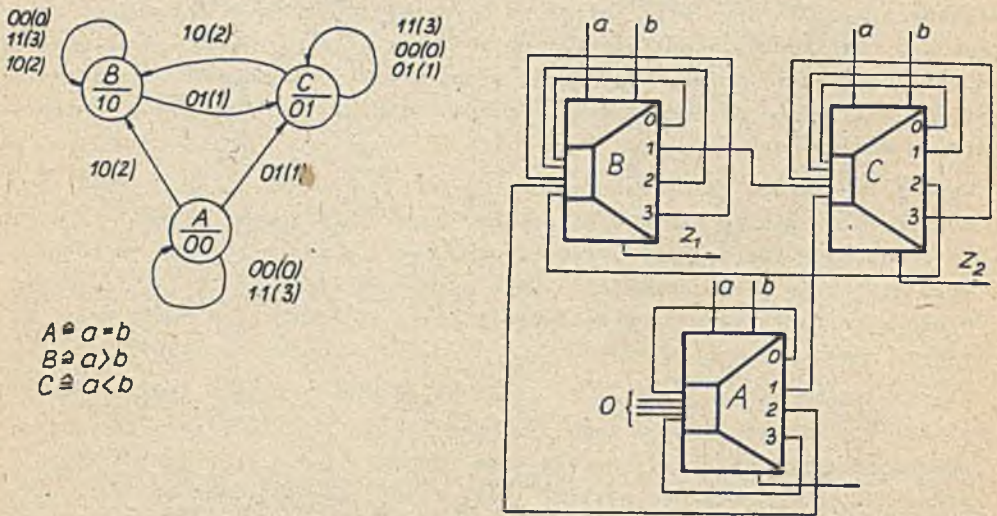 00(0)
11(3)
10(2)
10(2)
11(3)
00(0)
01(1)
B
10
C
01
01(1)
10(2)
01(1)
A
00
00(0)
11(3)
A ≙ a = b
B ≙ a > b
C ≙ a < b
a b
0
1
B
2
3
Z1
a b
0
1
C
2
3
Z2
a b
0
1
0 { A
2
3